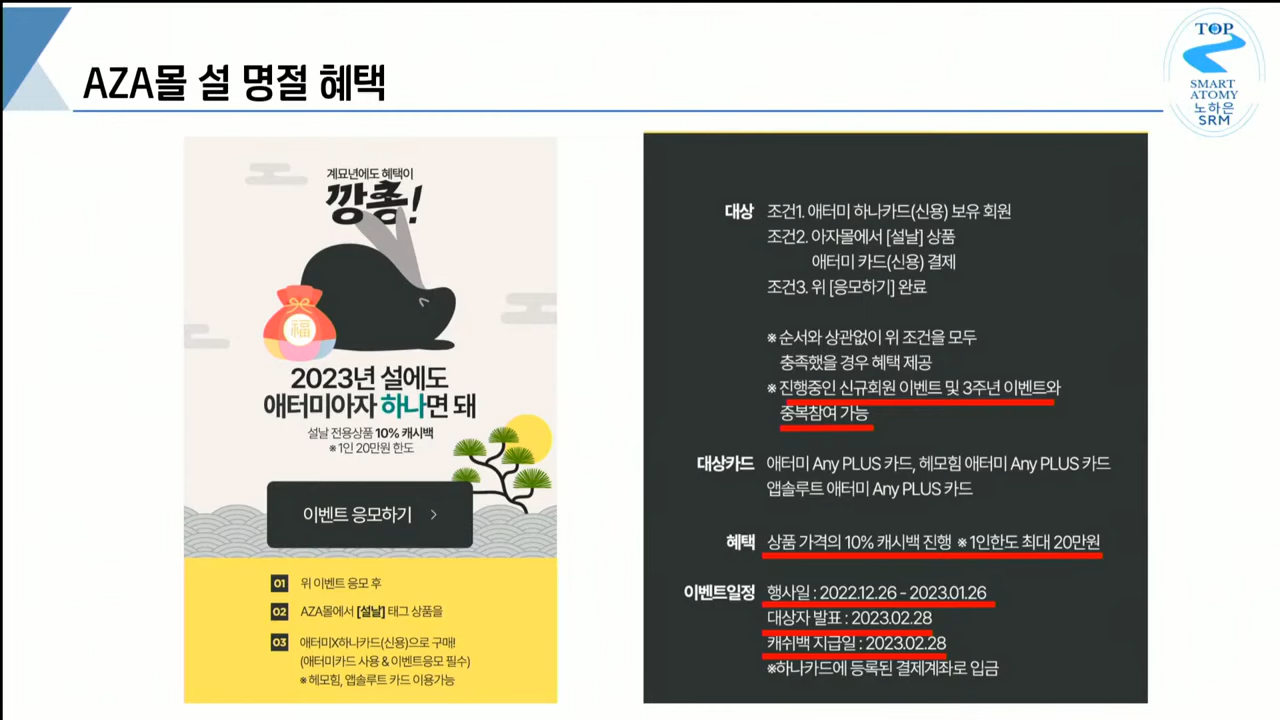 AZA몰 설 명절 혜택
TOP
SMART
ATOMY
노하은
SRM
계묘년에도 혜택이
깡총!
福
2023년 설에도
애터미아자 하나면 돼
설날 전용상품 10% 캐시백
※ 1인 20만원 한도
이벤트 응모하기 >
01 위 이벤트 응모 후
02 AZA몰에서 [설날] 태그 상품을
03 애터미X하나카드(신용)으로 구매!
(애터미카드 사용 & 이벤트응모 필수)
※ 헤모힘, 앱솔루트 카드 이용가능
대상 조건1. 애터미 하나카드(신용) 보유 회원
조건2. 아자몰에서 [설날] 상품
애터미 카드(신용) 결제
조건3. 위 [응모하기] 완료
※ 순서와 상관없이 위 조건을 모두
충족했을 경우 혜택 제공
※ 진행중인 신규회원 이벤트 및 3주년 이벤트와
중복참여 가능
대상카드 애터미 Any PLUS 카드, 헤모힘 애터미 Any PLUS 카드
앱솔루트 애터미 Any PLUS 카드
혜택 상품 가격의 10% 캐시백 진행 ※ 1인한도 최대 20만원
이벤트일정 행사일 : 2022.12.26 - 2023.01.26
대상자 발표 : 2023.02.28
캐쉬백 지급일 : 2023.02.28
※하나카드에 등록된 결제계좌로 입금